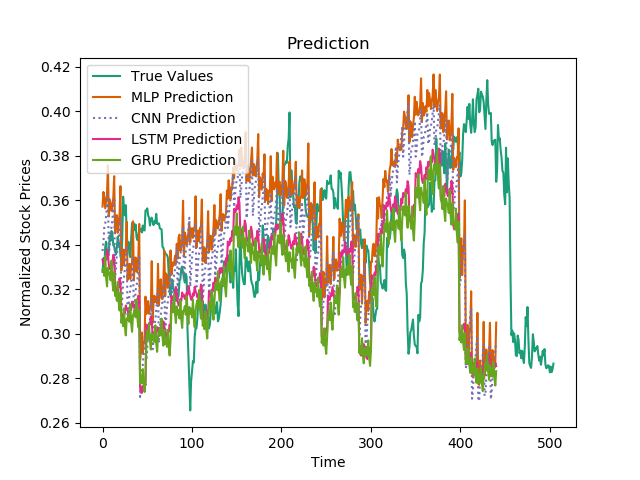 Prediction
0.42
0.40
0.38
0.36
0.34
0.32
0.30
0.28
0.26
Normalized Stock Prices
True Values
MLP Prediction
CNN Prediction
LSTM Prediction
GRU Prediction
0
100
200
300
400
500
Time